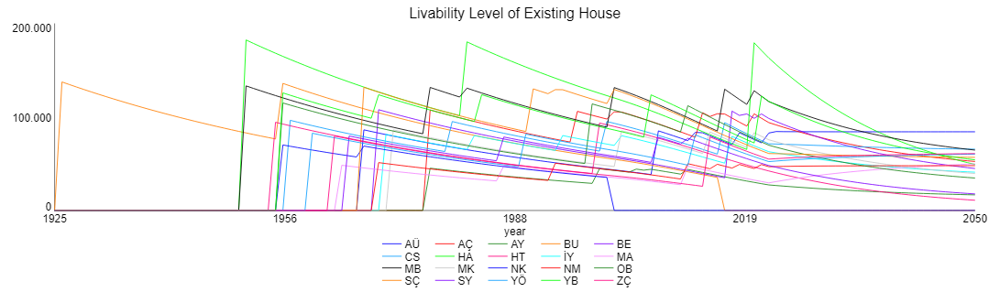 Livability Level of Existing House
200.000
100.000
0
1925 1956 1988 2019 2050
year
AÜ AÇ AY BU BE
CS HA HT İY MA
MB MK NK NM OB
SÇ SY YÖ YB ZÇ